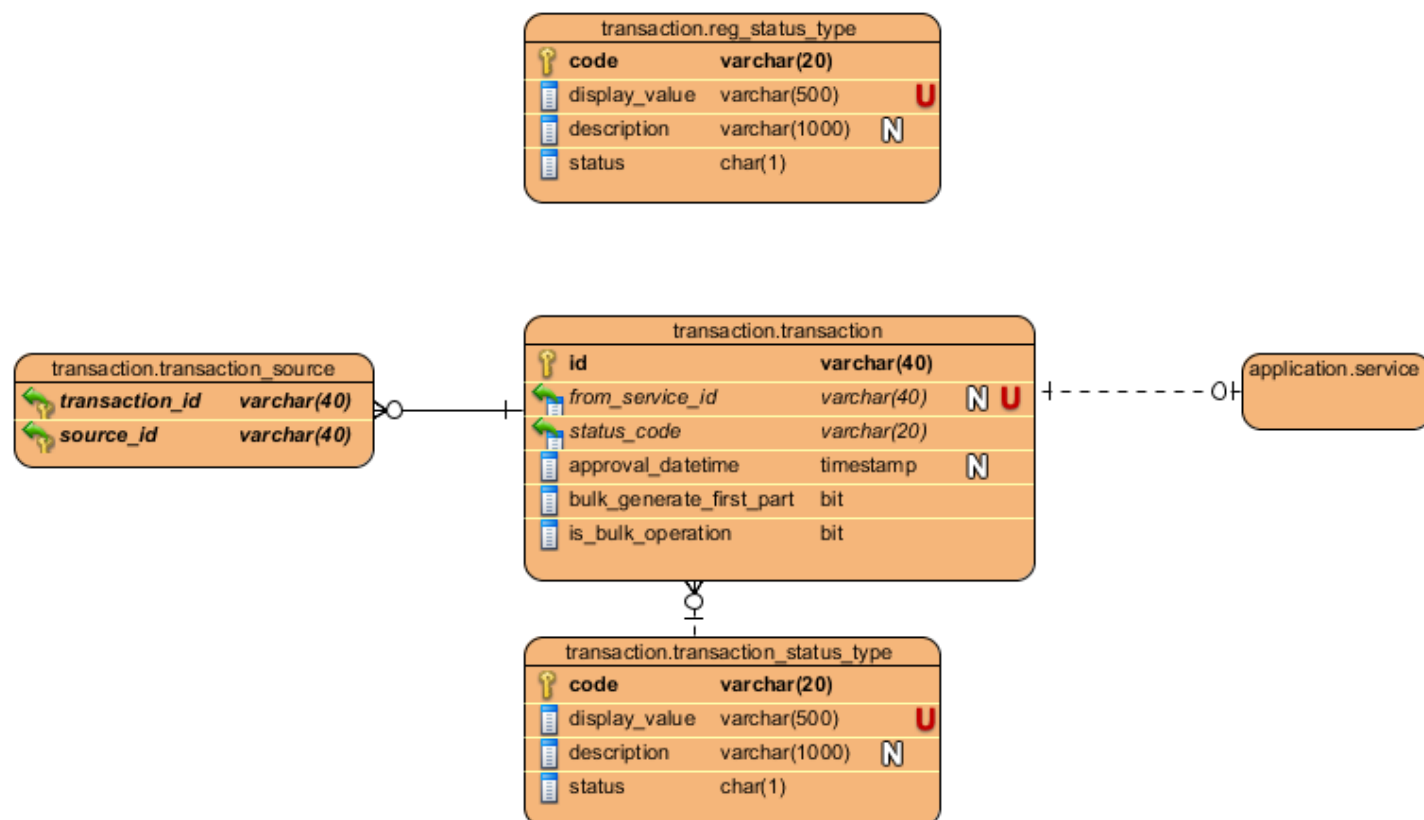 transaction.reg_status_type
code varchar(20)
display_value varchar(500) U
description varchar(1000) N
status char(1)
transaction.transaction
id varchar(40)
from_service_id varchar(40) N U
status_code varchar(20)
approval_datetime timestamp N
bulk_generate_first_part bit
is_bulk_operation bit
transaction.transaction_source
transaction_id varchar(40)
source_id varchar(40)
application.service
transaction.transaction_status_type
code varchar(20)
display_value varchar(500) U
description varchar(1000) N
status char(1)